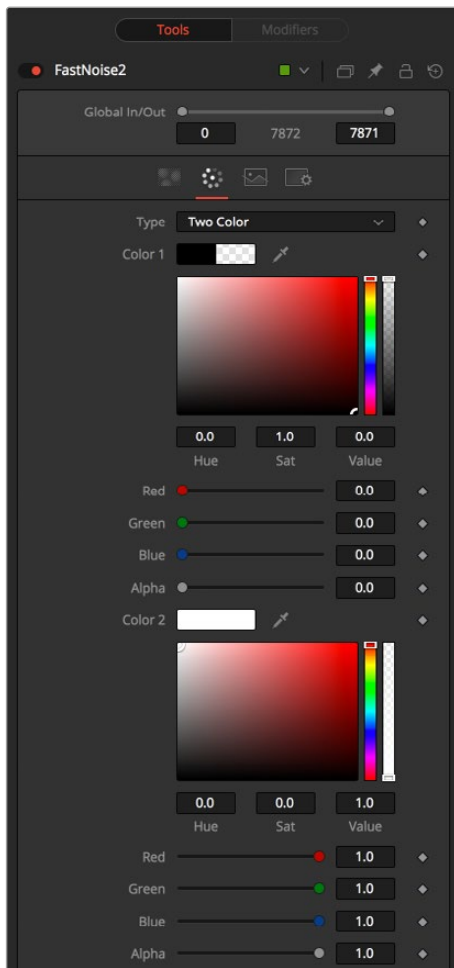 Tools Modifiers
FastNoise2
Global In/Out
0 7872 7871
Type Two Color
Color 1
0.0 1.0 0.0
Hue Sat Value
Red 0.0
Green 0.0
Blue 0.0
Alpha 0.0
Color 2
0.0 0.0 1.0
Hue Sat Value
Red 1.0
Green 1.0
Blue 1.0
Alpha 1.0